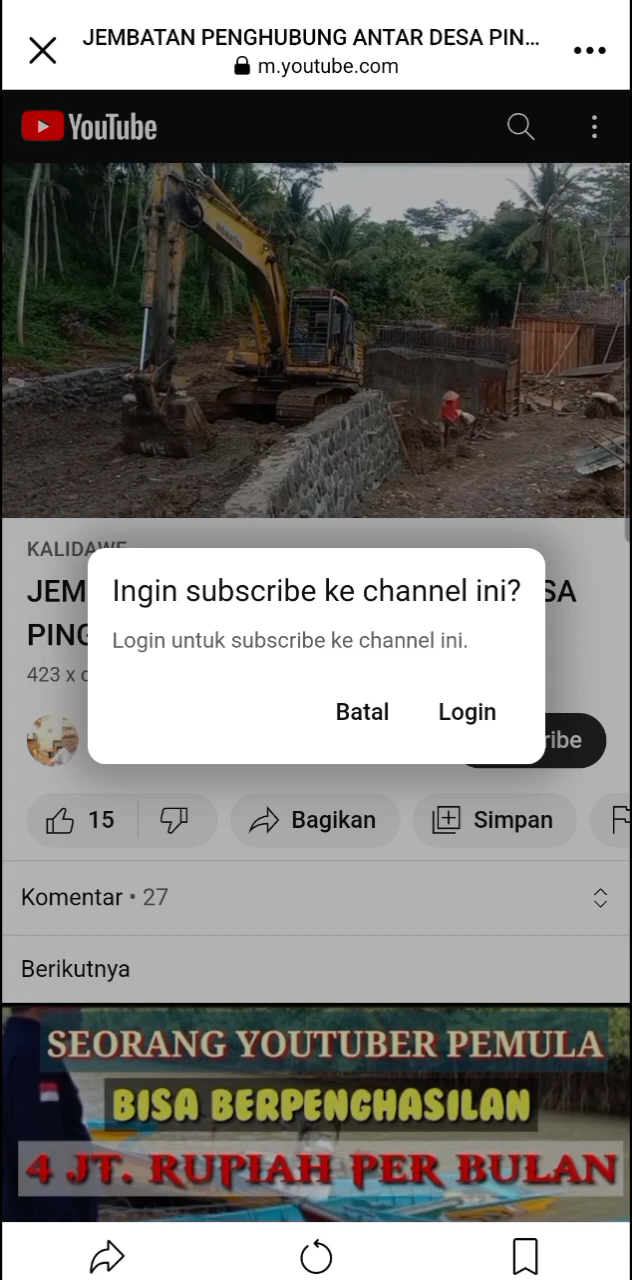 JEMBATAN PENGHUBUNG ANTAR DESA PIN...
m.youtube.com
YouTube
KALIDAWE
JEM
SA
PING
423 x
Ingin subscribe ke channel ini?
Login untuk subscribe ke channel ini.
Batal
Login
ribe
15
Bagikan
Simpan
Komentar • 27
Berikutnya
SEORANG YOUTUBER PEMULA
BISA BERPENGHASILAN
4 JT. RUPIAH PER BULAN